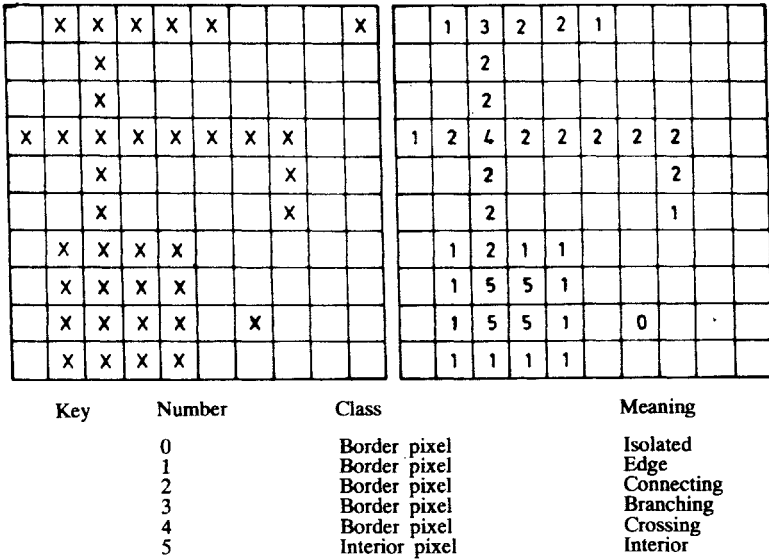 X X X X X X 1 3 2 2 1
X 2
X 2
X X X X X X X X 1 2 4 2 2 2 2 2
X X 2 2
X X 2 1
X X X X 1 2 1 1
X X X X 1 5 5 1
X X X X X 1 5 5 1 0
X X X X 1 1 1 1
Key Number Class Meaning
0 Border pixel Isolated
1 Border pixel Edge
2 Border pixel Connecting
3 Border pixel Branching
4 Border pixel Crossing
5 Interior pixel Interior